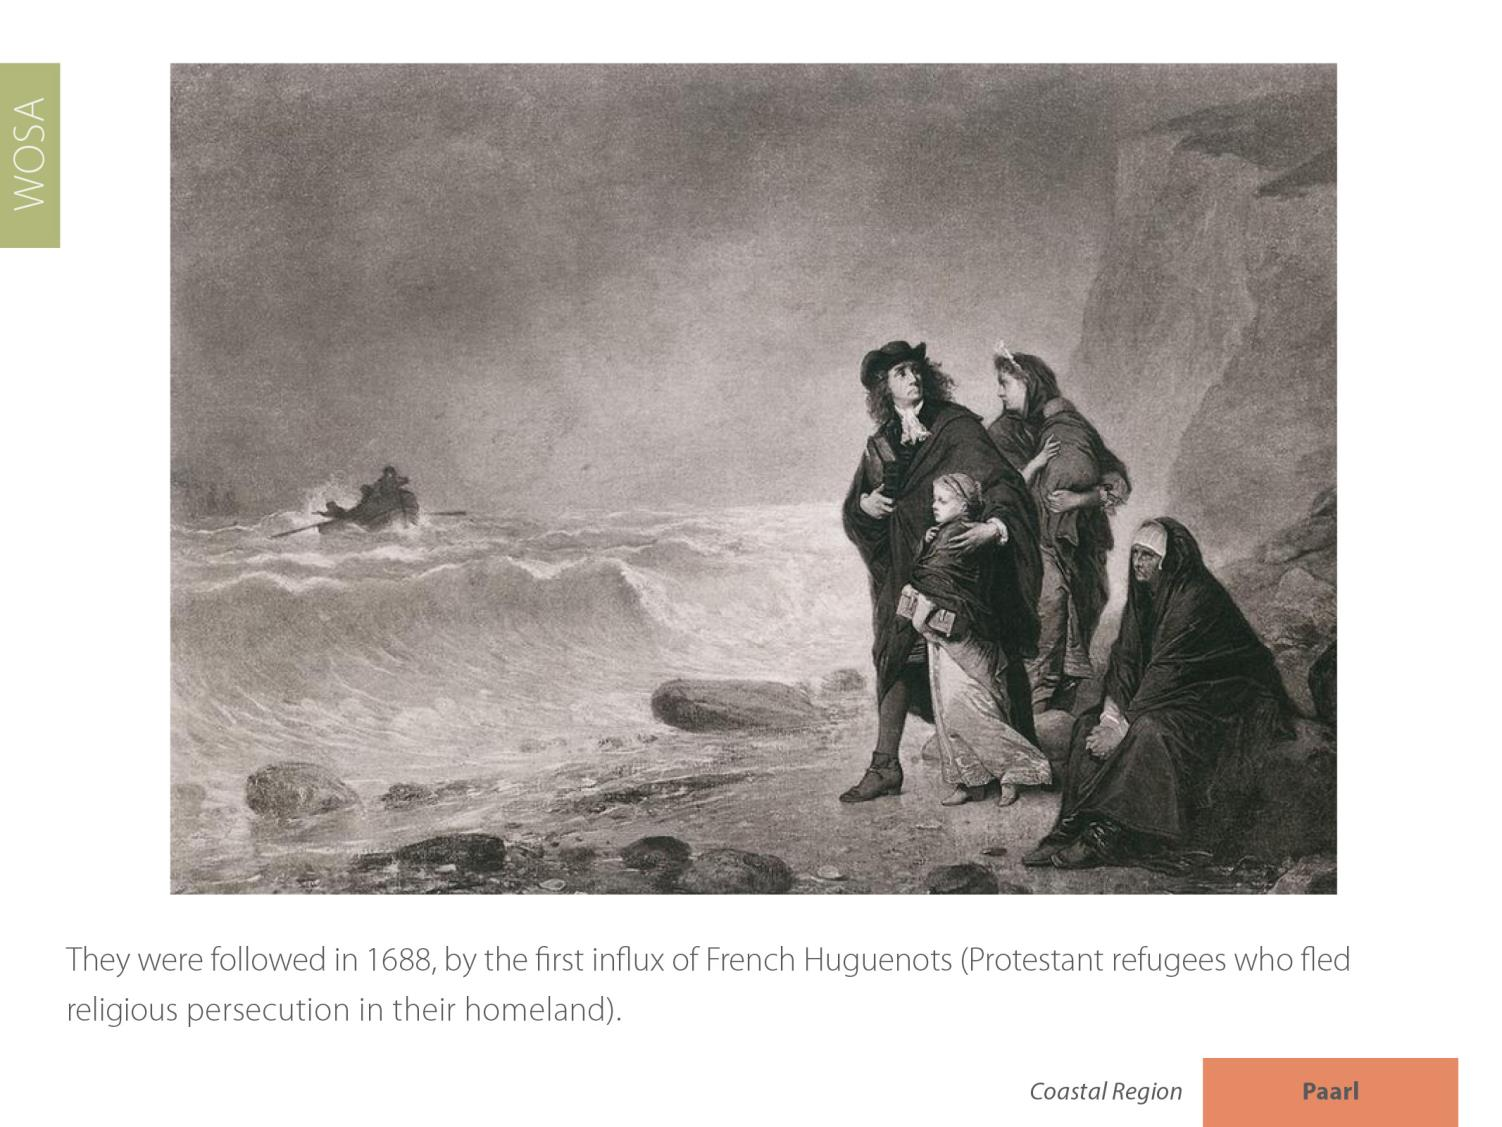 WOSA
They were followed in 1688, by the first influx of French Huguenots (Protestant refugees who fled
religious persecution in their homeland).
Coastal Region
Paarl